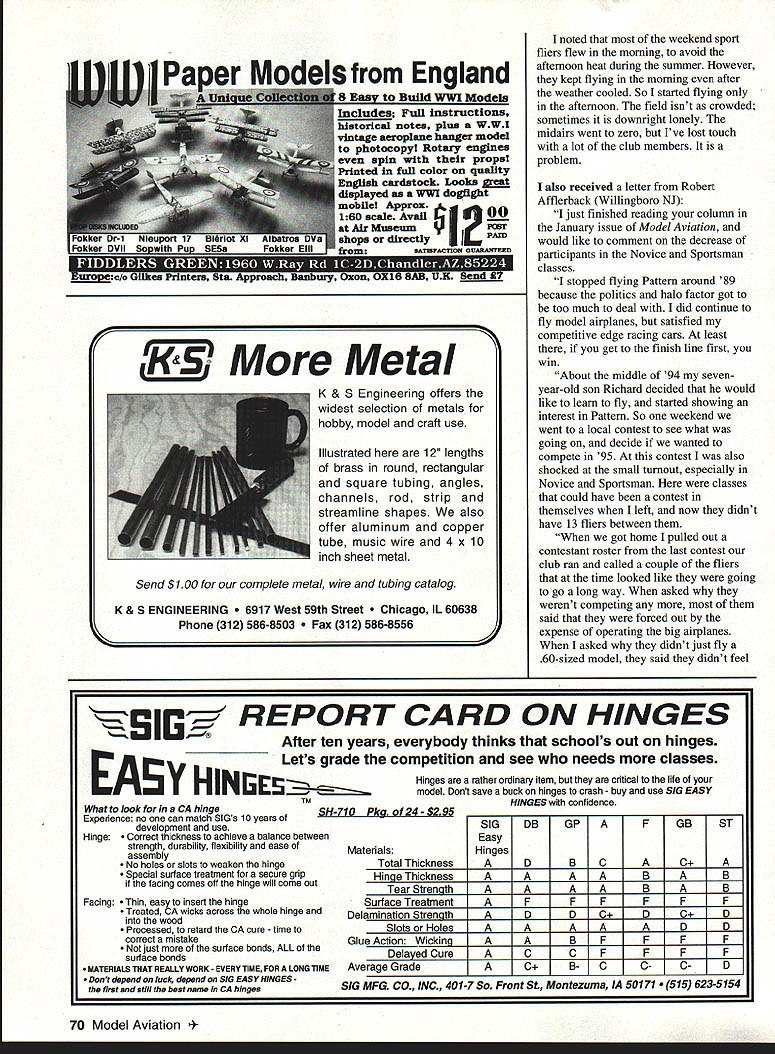 WWI Paper Models from England
A Unique Collection of 8 Easy to Build WWI Models
Includes: Full instructions,
historical notes, plus a W.W.I
vintage aeroplane hanger model
to photocopy! Rotary engines
even spin with their props!
Printed in full color on quality
English cardstock. Looks great
displayed as a WWI dogfight
mobile! Approx.
1:60 scale. Avail
at Air Museum
shops or directly
from:
$12.00
POST
PAID
SATISFACTION GUARANTEED
PROP DISKS INCLUDED
Fokker Dr-1 Nieuport 17 Blériot XI Albatros DVa
Fokker DVII Sopwith Pup SE5a Fokker EIII
FIDDLERS GREEN:1960 W.Ray Rd 1C-2D,Chandler,AZ,85224
Europe:c/o Gilkes Printers, Sta. Approach, Banbury, Oxon, OX16 8AB, U.K. Send £7
K&S More Metal
K & S Engineering offers the
widest selection of metals for
hobby, model and craft use.
Illustrated here are 12" lengths
of brass in round, rectangular
and square tubing, angles,
channels, rod, strip and
streamline shapes. We also
offer aluminum and copper
tube, music wire and 4 x 10
inch sheet metal.
Send $1.00 for our complete metal, wire and tubing catalog.
K & S ENGINEERING • 6917 West 59th Street • Chicago, IL 60638
Phone (312) 586-8503 • Fax (312) 586-8556
I noted that most of the weekend sport
fliers flew in the morning, to avoid the
afternoon heat during the summer. However,
they kept flying in the morning even after
the weather cooled. So I started flying only
in the afternoon. The field isn't as crowded;
sometimes it is downright lonely. The
midairs went to zero, but I've lost touch
with a lot of the club members. It is a
problem.
I also received a letter from Robert
Afflerback (Willingboro NJ):
"I just finished reading your column in
the January issue of Model Aviation, and
would like to comment on the decrease of
participants in the Novice and Sportsman
classes.
"I stopped flying Pattern around '89
because the politics and halo factor got to
be too much to deal with. I did continue to
fly model airplanes, but satisfied my
competitive edge racing cars. At least
there, if you get to the finish line first, you
win.
"About the middle of '94 my seven-
year-old son Richard decided that he would
like to learn to fly, and started showing an
interest in Pattern. So one weekend we
went to a local contest to see what was
going on, and decide if we wanted to
compete in '95. At this contest I was also
shocked at the small turnout, especially in
Novice and Sportsman. Here were classes
that could have been a contest in
themselves when I left, and now they didn't
have 13 fliers between them.
"When we got home I pulled out a
contestant roster from the last contest our
club ran and called a couple of the fliers
that at the time looked like they were going
to go a long way. When asked why they
weren't competing any more, most of them
said that they were forced out by the
expense of operating the big airplanes.
When I asked why they didn't just fly a
.60-sized model, they said they didn't feel
SIG® REPORT CARD ON HINGES
After ten years, everybody thinks that school's out on hinges.
Let's grade the competition and see who needs more classes.
EASY HINGES™
Hinges are a rather ordinary item, but they are critical to the life of your
model. Don't save a buck on hinges to crash - buy and use SIG EASY
HINGES with confidence.
SH-710 Pkg. of 24 - $2.95
What to look for in a CA hinge
Experience: no one can match SIG's 10 years of
development and use.
Hinge: • Correct thickness to achieve a balance between
strength, durability, flexibility and ease of
assembly
• No holes or slots to weaken the hinge
• Special surface treatment for a secure grip
if the facing comes off the hinge will come out
Facing: • Thin, easy to insert the hinge
• Treated, CA wicks across the whole hinge and
into the wood
• Processed, to retard the CA cure - time to
correct a mistake
• Not just more of the surface bonds, ALL of the
surface bonds
• MATERIALS THAT REALLY WORK - EVERY TIME, FOR A LONG TIME
• Don't depend on luck, depend on SIG EASY HINGES -
the first and still the best name in CA hinges
SIG Easy Hinges DB GP A F GB ST
Materials:
Total Thickness A D B C A C+ A
Hinge Thickness A A A A B A B
Tear Strength A A A A B A B
Surface Treatment A F F F F F F
Delamination Strength A D D C+ D C+ D
Slots or Holes A A A A A D D
Glue Action: Wicking A A B F F F F
Delayed Cure A C C F F F F
Average Grade A C+ B- C C- C- D
SIG MFG. CO., INC., 401-7 So. Front St., Montezuma, IA 50171 • (515) 623-5154
70 Model Aviation